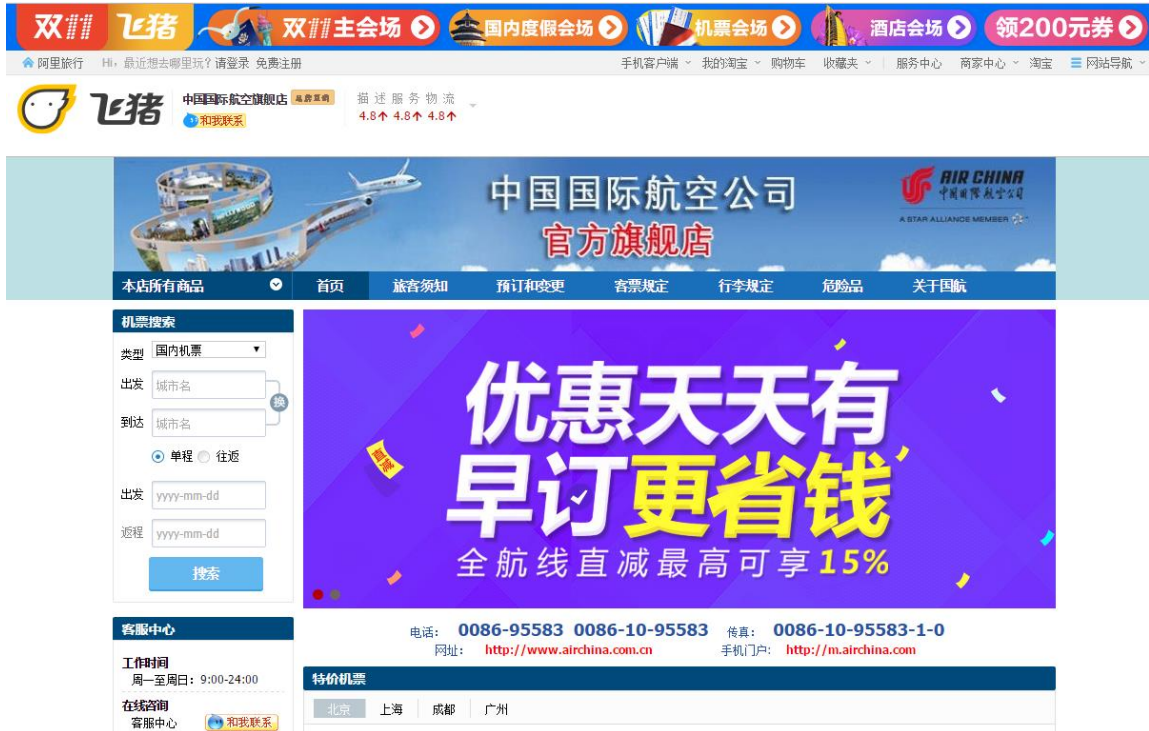 双11 飞猪 双11主会场 国内度假会场 机票会场 酒店会场 领200元券
阿里旅行 Hi，最近想去哪里玩? 请登录 免费注册 手机客户端 我的淘宝 购物车 收藏夹 服务中心 商家中心 淘宝 网站导航
飞猪 中国国际航空旗舰店 描述服务物流
和我联系 4.8↑ 4.8↑ 4.8↑
中国国际航空公司
官方旗舰店
AIR CHINA
中国国际航空公司
A STAR ALLIANCE MEMBER
本店所有商品 首页 旅客须知 预订和变更 客票规定 行李规定 危险品 关于国航
机票搜索
类型 国内机票
出发 城市名
换
到达 城市名
单程 往返
出发 yyyy-mm-dd
返程 yyyy-mm-dd
搜索
优惠天天有
早订更省钱
全航线直减最高可享15%
直减
客服中心
工作时间
周一至周日：9:00-24:00
在线咨询
客服中心 和我联系
电话： 0086-95583 0086-10-95583 传真： 0086-10-95583-1-0
网址： http://www.airchina.com.cn 手机门户: http://m.airchina.com
特价机票
北京 上海 成都 广州